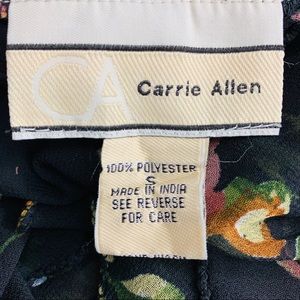 CA Carrie Allen
100% POLYESTER
S
MADE IN INDIA
SEE REVERSE
FOR CARE